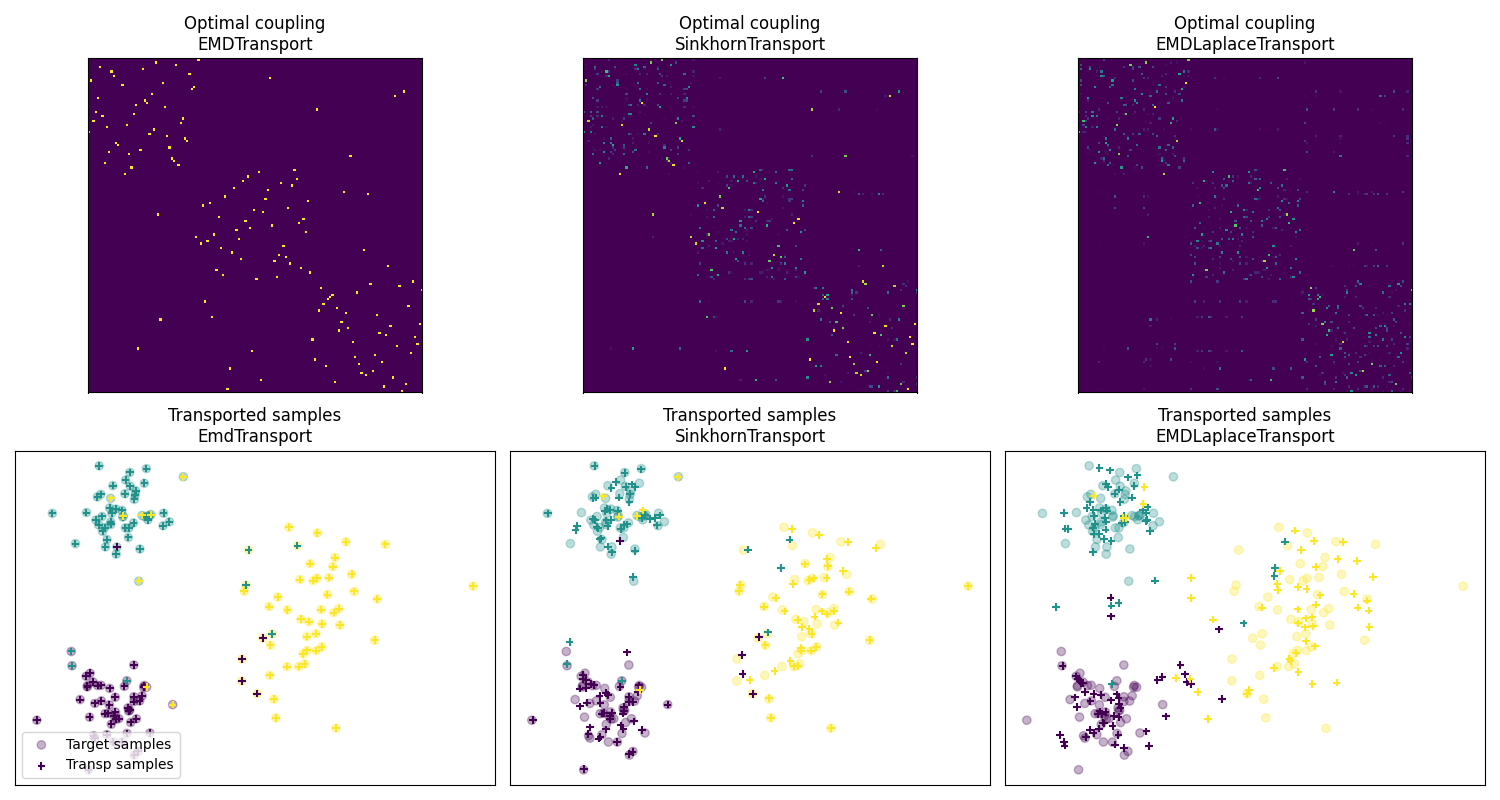 Optimal coupling
EMDTransport
Optimal coupling
SinkhornTransport
Optimal coupling
EMDLaplaceTransport
Transported samples
EmdTransport
Transported samples
SinkhornTransport
Transported samples
EMDLaplaceTransport
Target samples
Transp samples